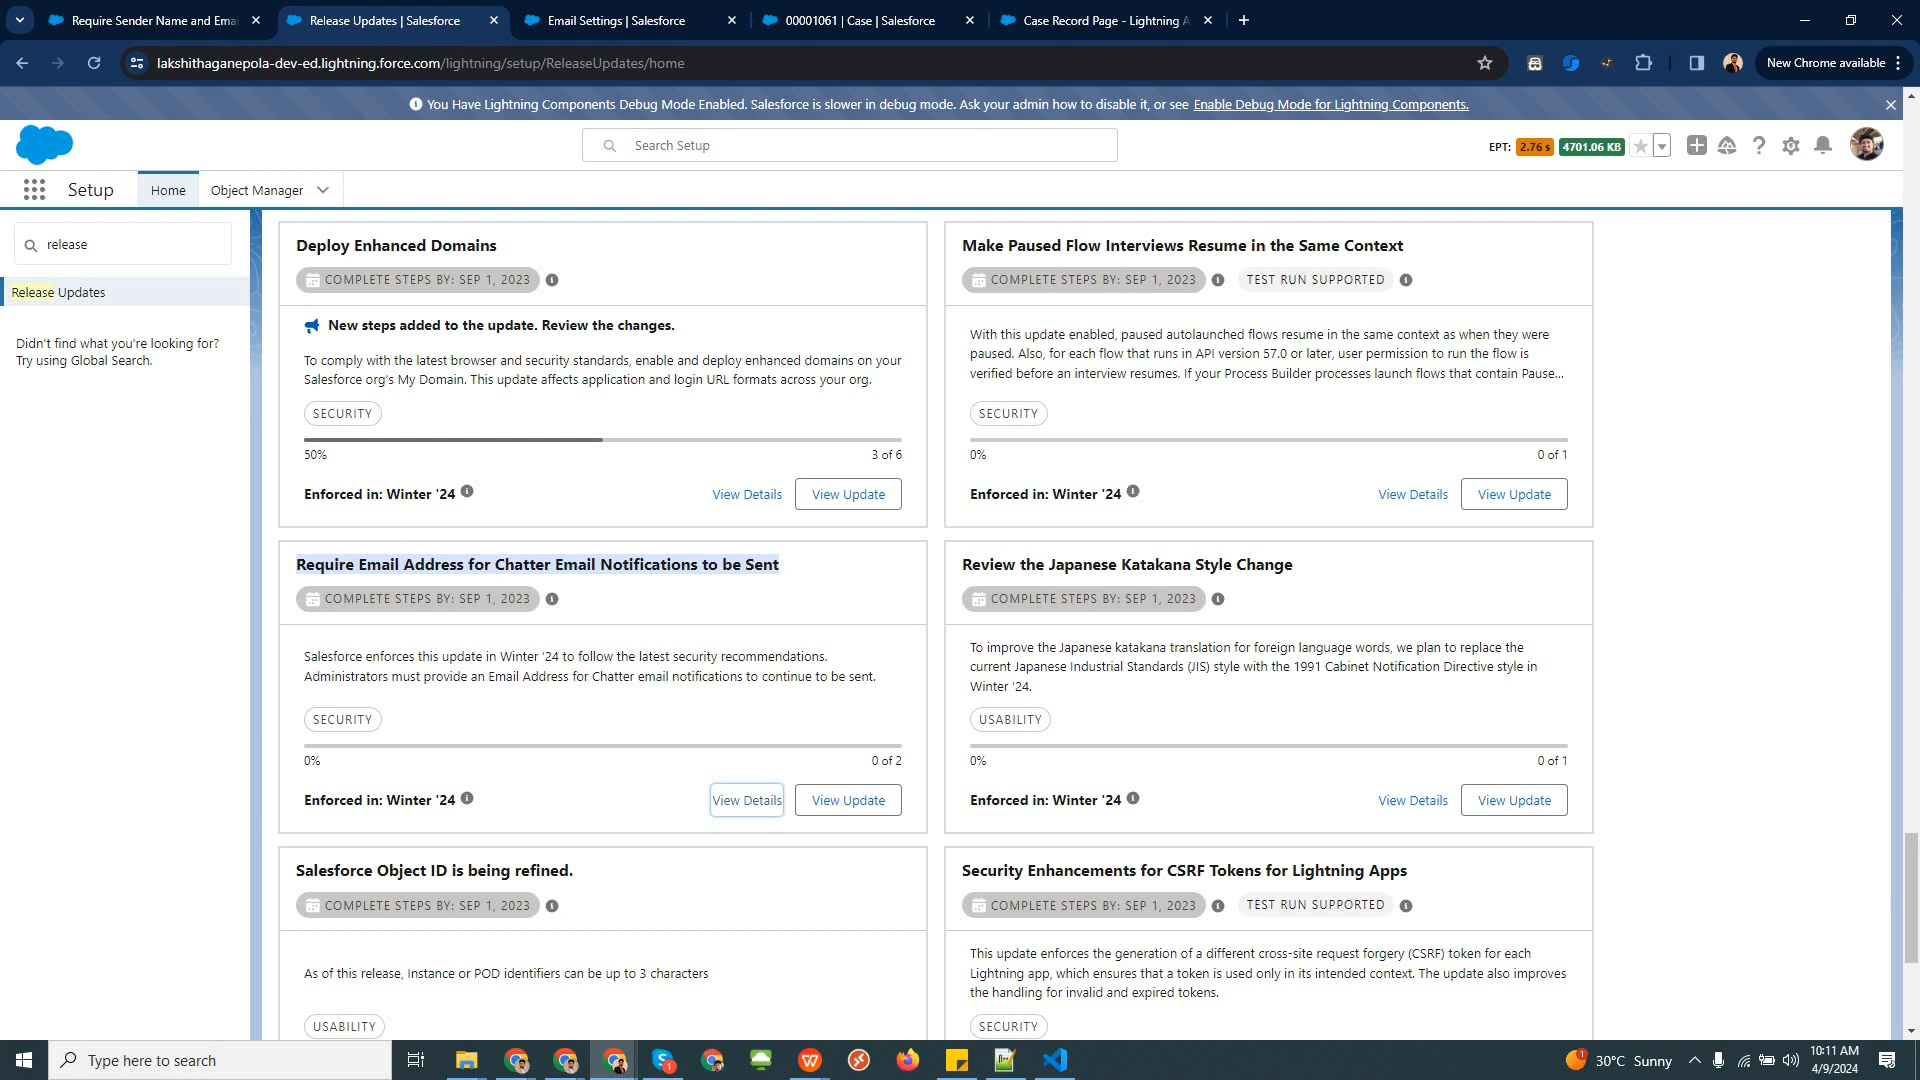 Require Sender Name and Emai
Release Updates | Salesforce
Email Settings | Salesforce
00001061 | Case | Salesforce
Case Record Page - Lightning A
lakshithaganepola-dev-ed.lightning.force.com/lightning/setup/ReleaseUpdates/home
New Chrome available
You Have Lightning Components Debug Mode Enabled. Salesforce is slower in debug mode. Ask your admin how to disable it, or see Enable Debug Mode for Lightning Components.
Search Setup
EPT: 2.76 s 4701.06 KB
Setup
Home
Object Manager
release
Release Updates
Didn't find what you're looking for?
Try using Global Search.
Deploy Enhanced Domains
COMPLETE STEPS BY: SEP 1, 2023
New steps added to the update. Review the changes.
To comply with the latest browser and security standards, enable and deploy enhanced domains on your
Salesforce org's My Domain. This update affects application and login URL formats across your org.
SECURITY
50% 3 of 6
Enforced in: Winter '24 View Details View Update
Make Paused Flow Interviews Resume in the Same Context
COMPLETE STEPS BY: SEP 1, 2023 TEST RUN SUPPORTED
With this update enabled, paused autolaunched flows resume in the same context as when they were
paused. Also, for each flow that runs in API version 57.0 or later, user permission to run the flow is
verified before an interview resumes. If your Process Builder processes launch flows that contain Pause...
SECURITY
0% 0 of 1
Enforced in: Winter '24 View Details View Update
Require Email Address for Chatter Email Notifications to be Sent
COMPLETE STEPS BY: SEP 1, 2023
Salesforce enforces this update in Winter '24 to follow the latest security recommendations.
Administrators must provide an Email Address for Chatter email notifications to continue to be sent.
SECURITY
0% 0 of 2
Enforced in: Winter '24 View Details View Update
Review the Japanese Katakana Style Change
COMPLETE STEPS BY: SEP 1, 2023
To improve the Japanese katakana translation for foreign language words, we plan to replace the
current Japanese Industrial Standards (JIS) style with the 1991 Cabinet Notification Directive style in
Winter '24.
USABILITY
0% 0 of 1
Enforced in: Winter '24 View Details View Update
Salesforce Object ID is being refined.
COMPLETE STEPS BY: SEP 1, 2023
As of this release, Instance or POD identifiers can be up to 3 characters
USABILITY
Security Enhancements for CSRF Tokens for Lightning Apps
COMPLETE STEPS BY: SEP 1, 2023 TEST RUN SUPPORTED
This update enforces the generation of a different cross-site request forgery (CSRF) token for each
Lightning app, which ensures that a token is used only in its intended context. The update also improves
the handling for invalid and expired tokens.
SECURITY
Type here to search
30°C Sunny
10:11 AM
4/9/2024